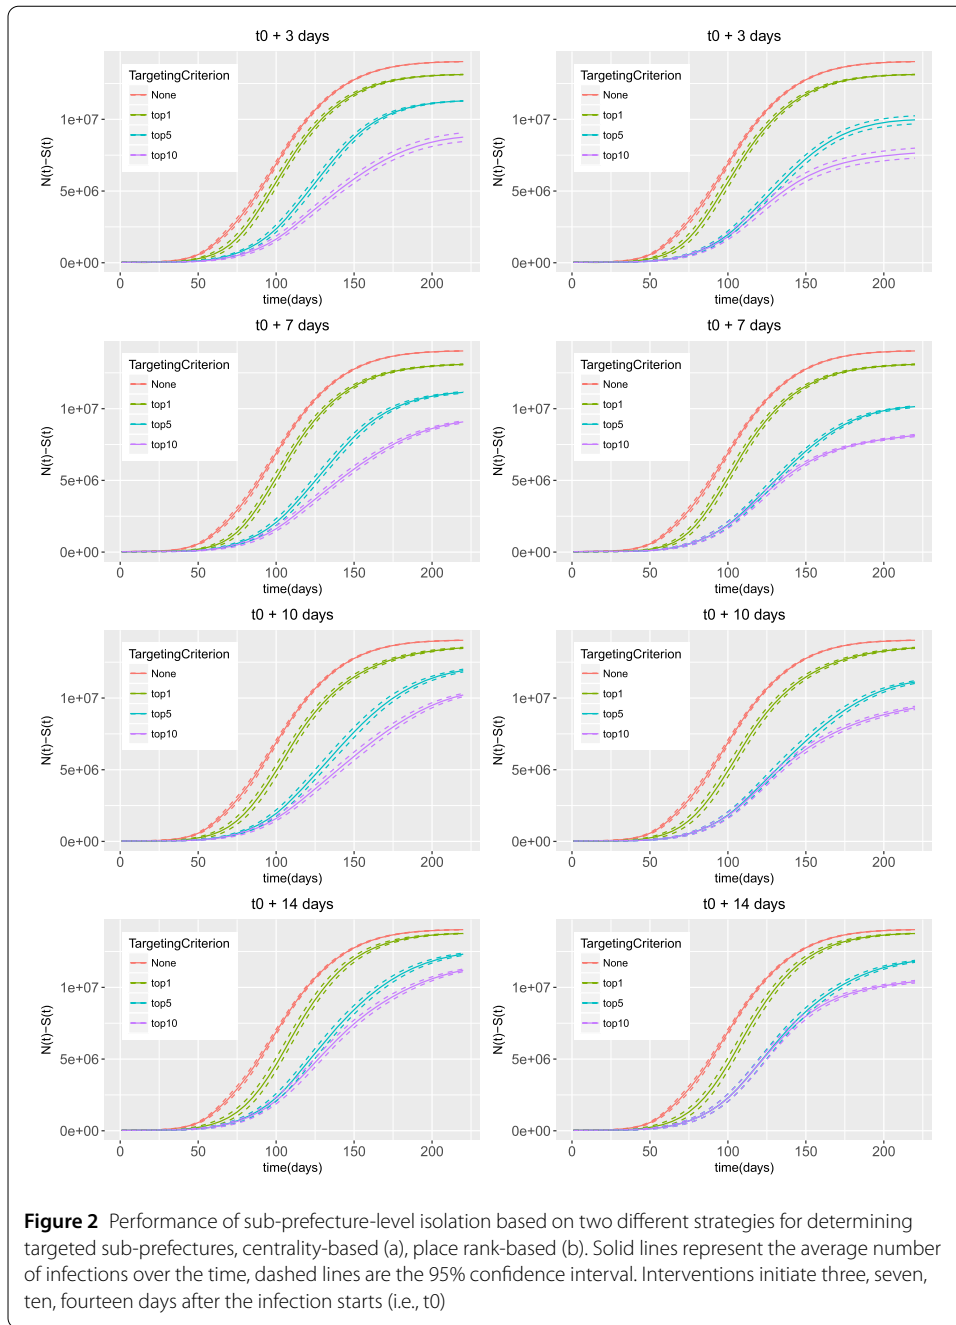 t0 + 3 days
TargetingCriterion
None
top1
top5
top10
N(t)−S(t)
1e+07
5e+06
0e+00
0 50 100 150 200
time(days)
t0 + 3 days
TargetingCriterion
None
top1
top5
top10
N(t)−S(t)
1e+07
5e+06
0e+00
0 50 100 150 200
time(days)
t0 + 7 days
TargetingCriterion
None
top1
top5
top10
N(t)−S(t)
1e+07
5e+06
0e+00
0 50 100 150 200
time(days)
t0 + 7 days
TargetingCriterion
None
top1
top5
top10
N(t)−S(t)
1e+07
5e+06
0e+00
0 50 100 150 200
time(days)
t0 + 10 days
TargetingCriterion
None
top1
top5
top10
N(t)−S(t)
1e+07
5e+06
0e+00
0 50 100 150 200
time(days)
t0 + 10 days
TargetingCriterion
None
top1
top5
top10
N(t)−S(t)
1e+07
5e+06
0e+00
0 50 100 150 200
time(days)
t0 + 14 days
TargetingCriterion
None
top1
top5
top10
N(t)−S(t)
1e+07
5e+06
0e+00
0 50 100 150 200
time(days)
t0 + 14 days
TargetingCriterion
None
top1
top5
top10
N(t)−S(t)
1e+07
5e+06
0e+00
0 50 100 150 200
time(days)
Figure 2 Performance of sub-prefecture-level isolation based on two different strategies for determining
targeted sub-prefectures, centrality-based (a), place rank-based (b). Solid lines represent the average number
of infections over the time, dashed lines are the 95% confidence interval. Interventions initiate three, seven,
ten, fourteen days after the infection starts (i.e., t0)